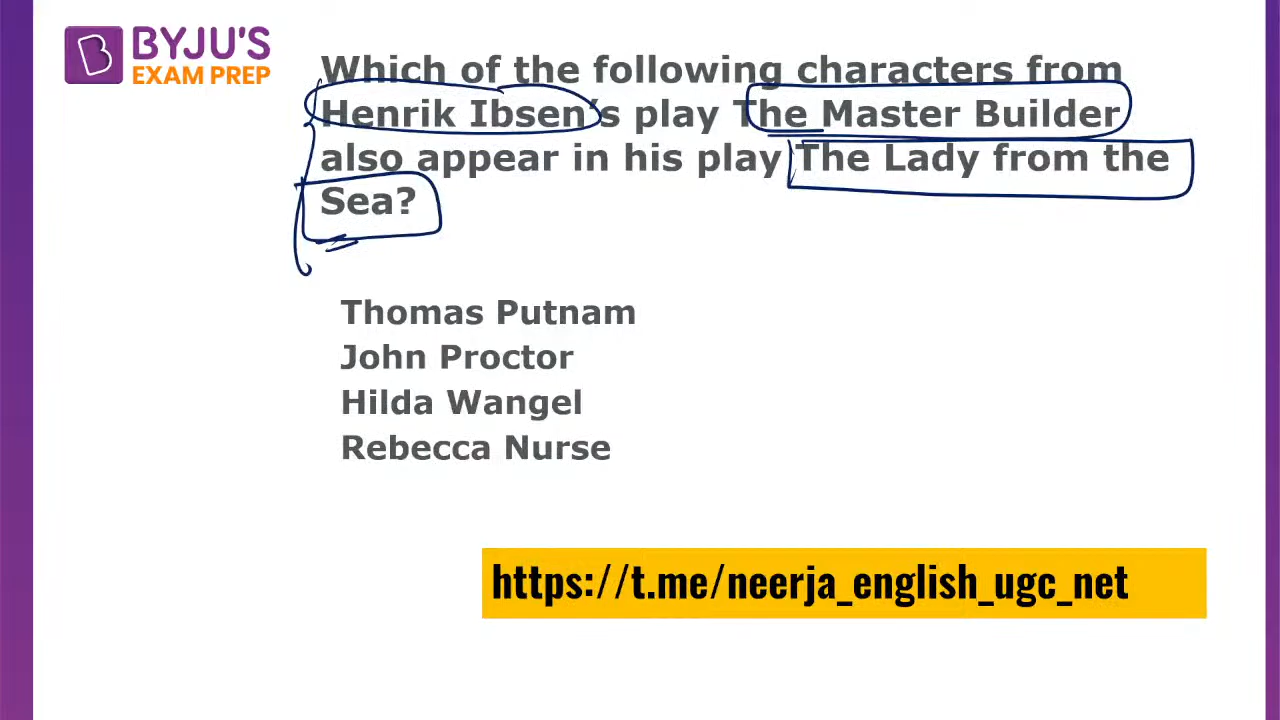 BYJU'S
EXAM PREP
Which of the following characters from
Henrik Ibsen’s play The Master Builder
also appear in his play The Lady from the
Sea?
Thomas Putnam
John Proctor
Hilda Wangel
Rebecca Nurse
https://t.me/neerja_english_ugc_net